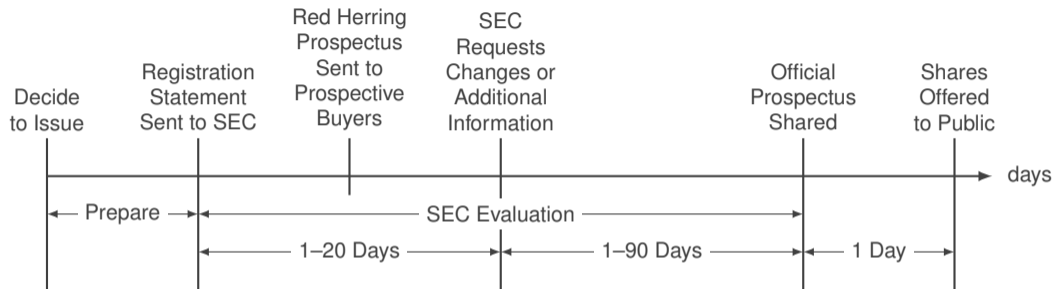 Decide
to Issue
Registration
Statement
Sent to SEC
Red Herring
Prospectus
Sent to
Prospective
Buyers
SEC
Requests
Changes or
Additional
Information
Official
Prospectus
Shared
Shares
Offered
to Public
days
Prepare
SEC Evaluation
1–20 Days
1–90 Days
1 Day